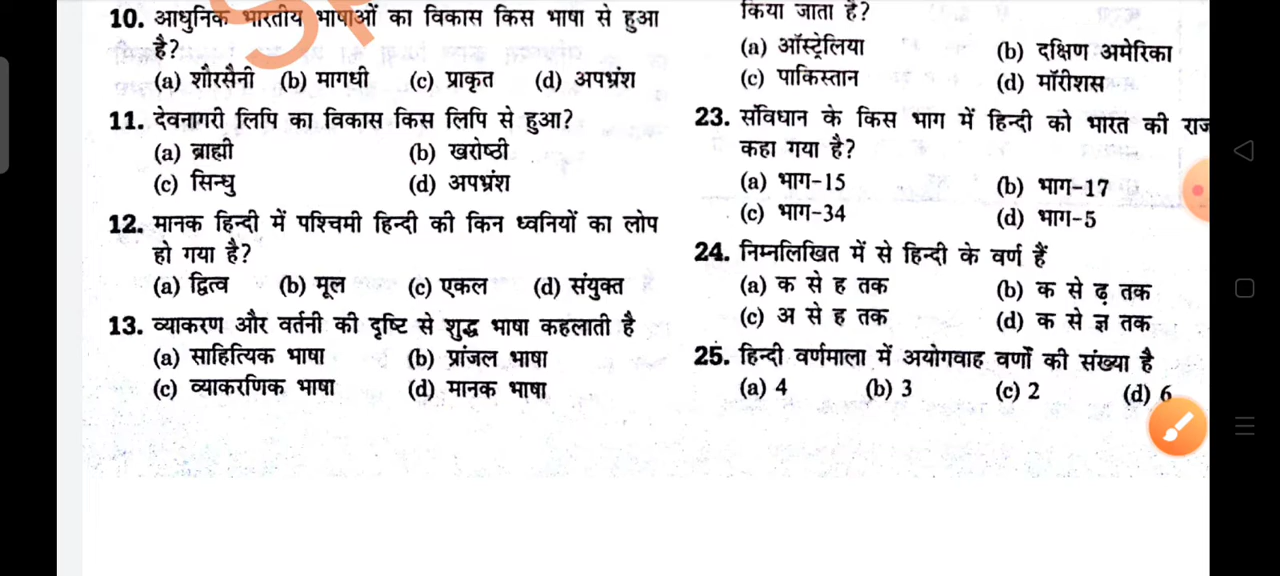 10. आधुनिक भारतीय भाषाओं का विकास किस भाषा से हुआ
है?
(a) शौरसैनी (b) मागधी (c) प्राकृत (d) अपभ्रंश
11. देवनागरी लिपि का विकास किस लिपि से हुआ?
(a) ब्राह्मी (b) खरोष्ठी
(c) सिन्धु (d) अपभ्रंश
12. मानक हिन्दी में पश्चिमी हिन्दी की किन ध्वनियों का लोप
हो गया है?
(a) द्वित्व (b) मूल (c) एकल (d) संयुक्त
13. व्याकरण और वर्तनी की दृष्टि से शुद्ध भाषा कहलाती है
(a) साहित्यिक भाषा (b) प्रांजल भाषा
(c) व्याकरणिक भाषा (d) मानक भाषा
किया जाता है?
(a) ऑस्ट्रेलिया (b) दक्षिण अमेरिका
(c) पाकिस्तान (d) मॉरीशस
23. संविधान के किस भाग में हिन्दी को भारत की राज
कहा गया है?
(a) भाग-15 (b) भाग-17
(c) भाग-34 (d) भाग-5
24. निम्नलिखित में से हिन्दी के वर्ण हैं
(a) क से ह तक (b) क से ढ़ तक
(c) अ से ह तक (d) क से ज्ञ तक
25. हिन्दी वर्णमाला में अयोगवाह वर्णों की संख्या है
(a) 4 (b) 3 (c) 2 (d) 6